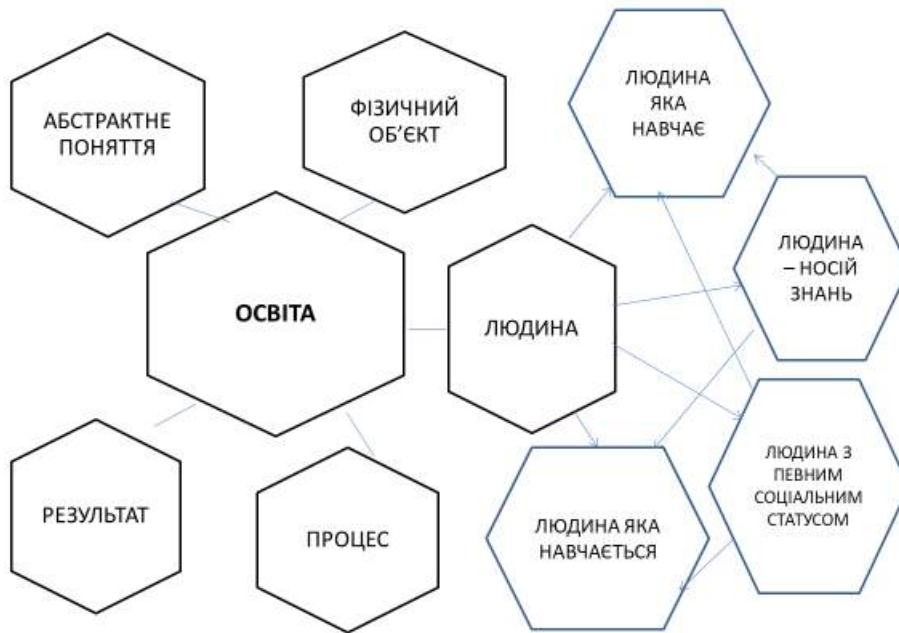 АБСТРАКТНЕ
ПОНЯТТЯ
ФІЗИЧНИЙ
ОБ’ЄКТ
ЛЮДИНА
ЯКА
НАВЧАЄ
ОСВІТА
ЛЮДИНА
ЛЮДИНА
– НОСІЙ
ЗНАНЬ
РЕЗУЛЬТАТ
ПРОЦЕС
ЛЮДИНА ЯКА
НАВЧАЄТЬСЯ
ЛЮДИНА З
ПЕВНИМ
СОЦІАЛЬНИМ
СТАТУСОМ